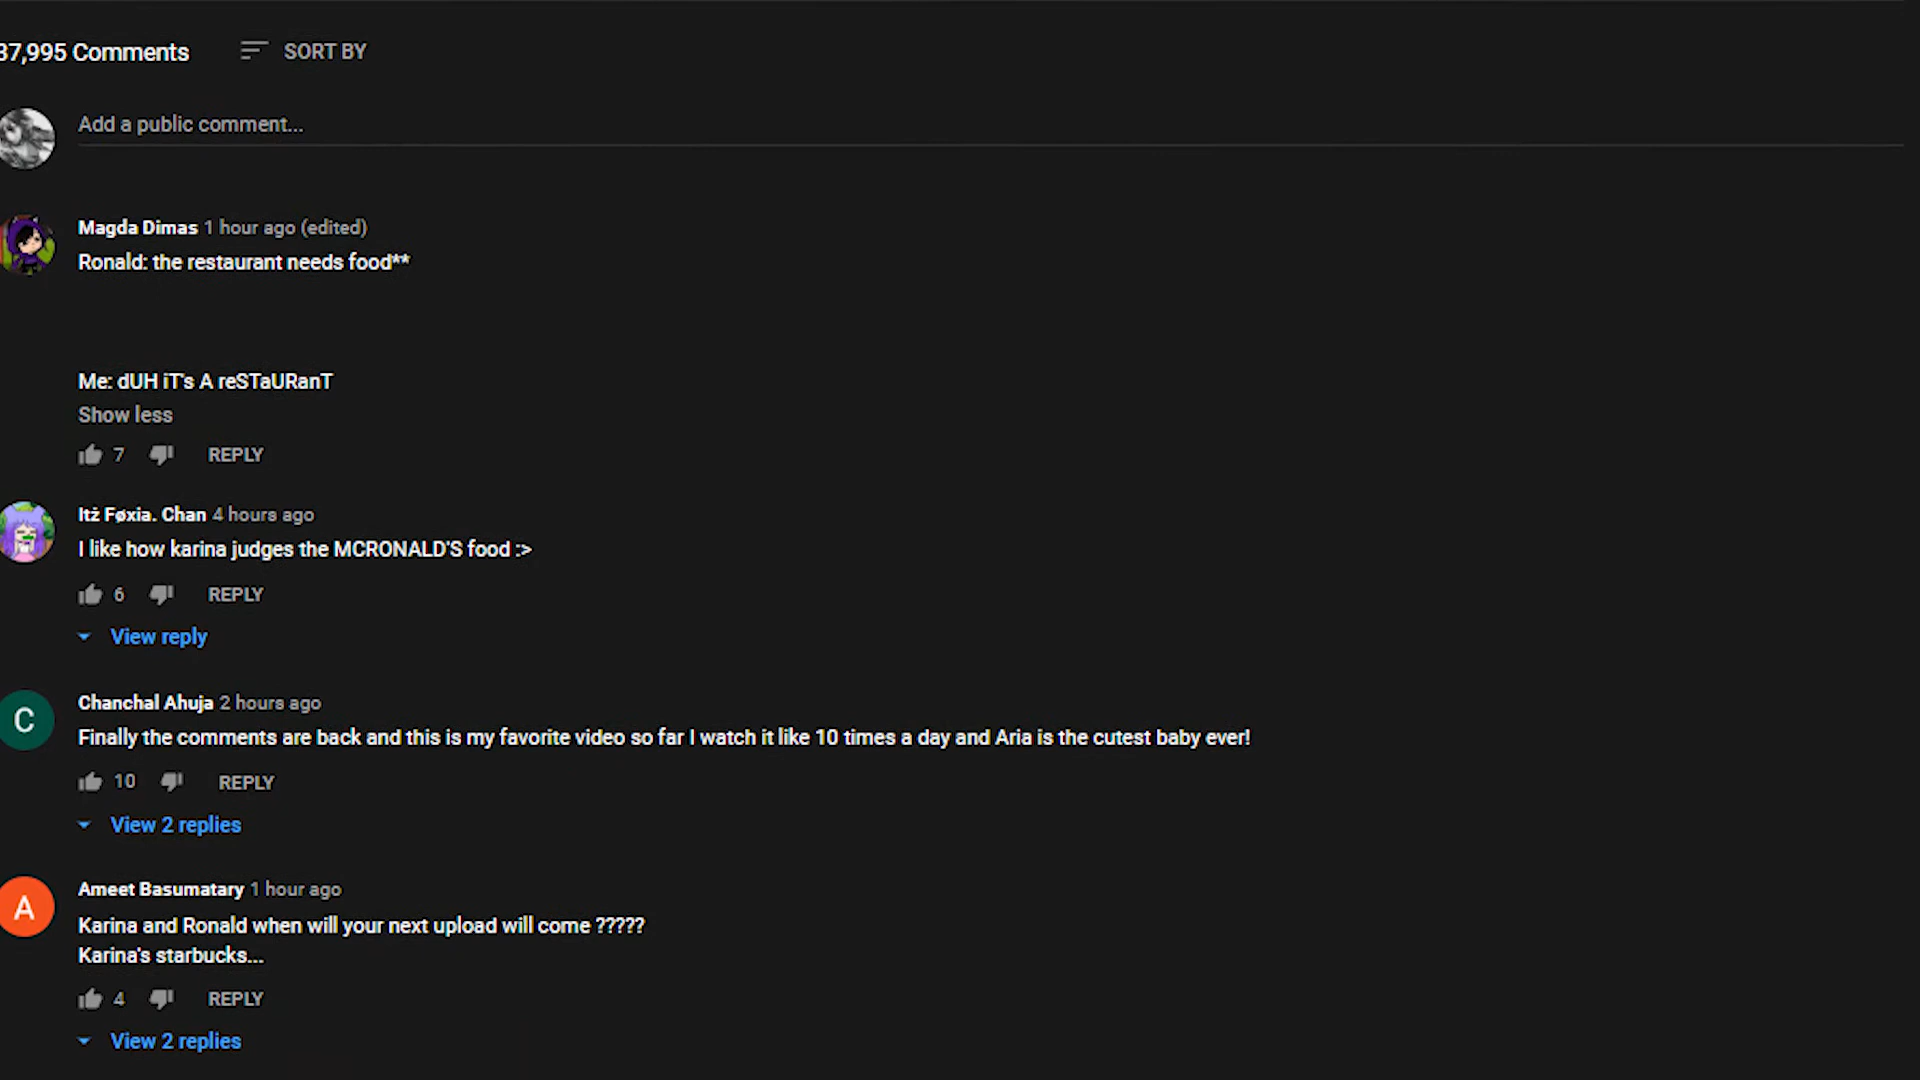 37,995 Comments
SORT BY
Add a public comment...
Magda Dimas 1 hour ago (edited)
Ronald: the restaurant needs food**
Me: dUH iT's A reSTaURanT
Show less
7 REPLY
Itż Føxia. Chan 4 hours ago
I like how karina judges the MCRONALD'S food :>
6 REPLY
View reply
C
Chanchal Ahuja 2 hours ago
Finally the comments are back and this is my favorite video so far I watch it like 10 times a day and Aria is the cutest baby ever!
10 REPLY
View 2 replies
A
Ameet Basumatary 1 hour ago
Karina and Ronald when will your next upload will come ?????
Karina's starbucks...
4 REPLY
View 2 replies